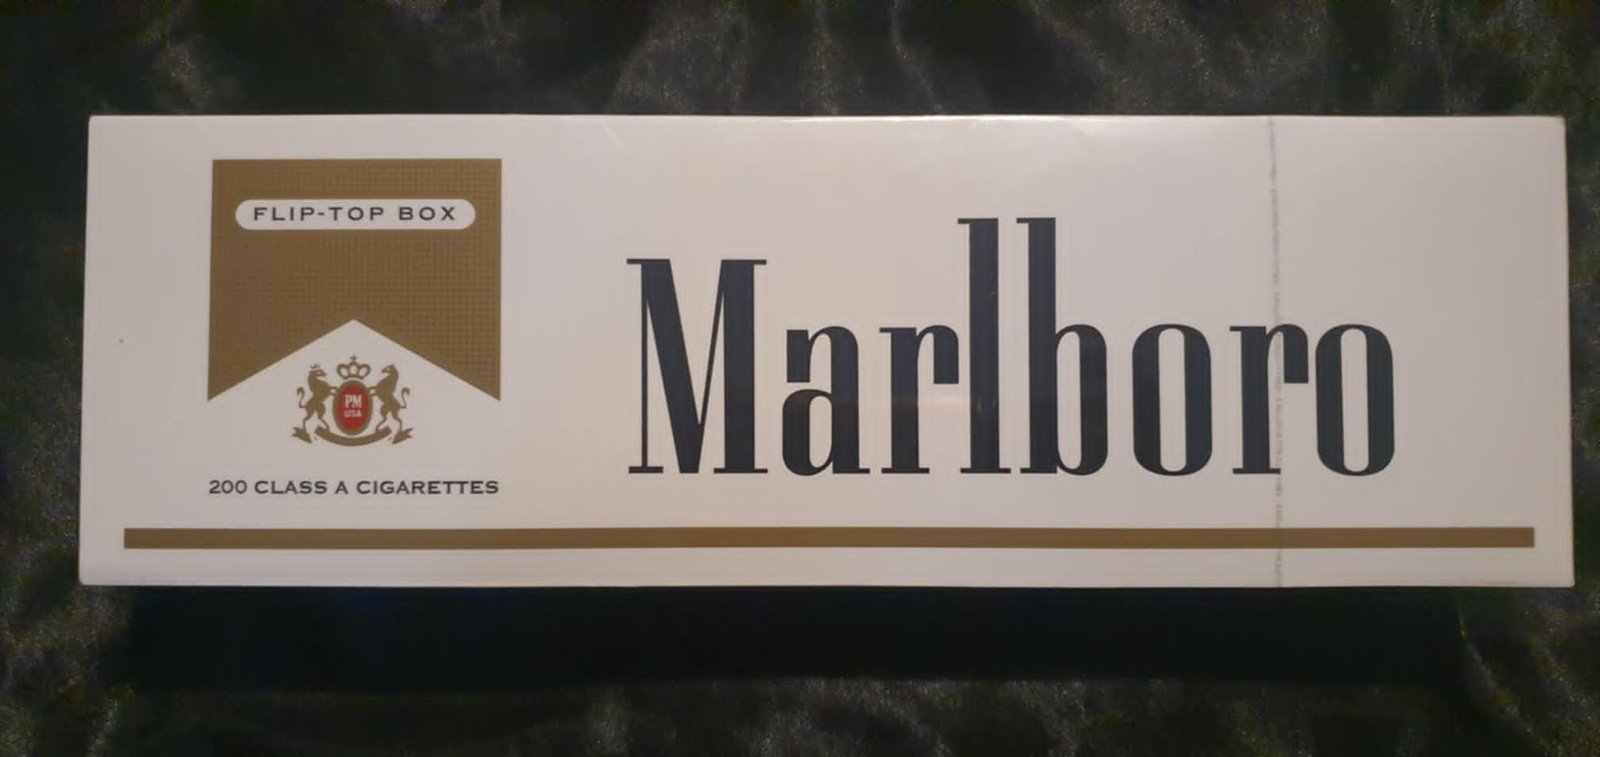 FLIP-TOP BOX
PM
USA
200 CLASS A CIGARETTES
Marlboro